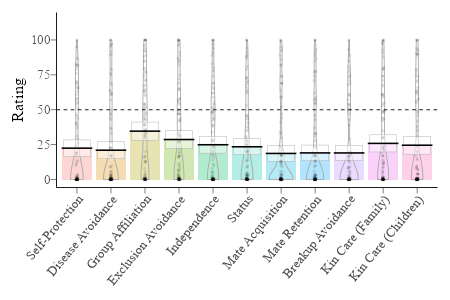 100
75
50
25
0
Rating
Self-Protection
Disease Avoidance
Group Affiliation
Exclusion Avoidance
Independence
Status
Mate Acquisition
Mate Retention
Breakup Avoidance
Kin Care (Family)
Kin Care (Children)